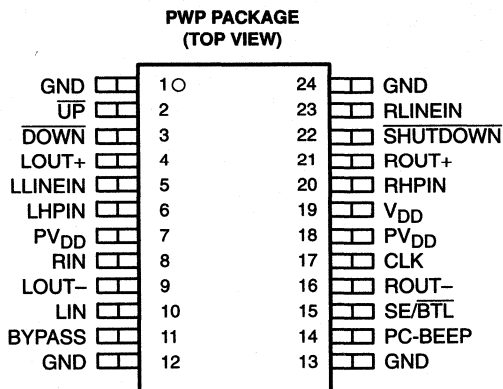 PWP PACKAGE
(TOP VIEW)
GND 1 24 GND
UP 2 23 RLINEIN
DOWN 3 22 SHUTDOWN
LOUT+ 4 21 ROUT+
LLINEIN 5 20 RHPIN
LHPIN 6 19 VDD
PVDD 7 18 PVDD
RIN 8 17 CLK
LOUT− 9 16 ROUT−
LIN 10 15 SE/BTL
BYPASS 11 14 PC-BEEP
GND 12 13 GND